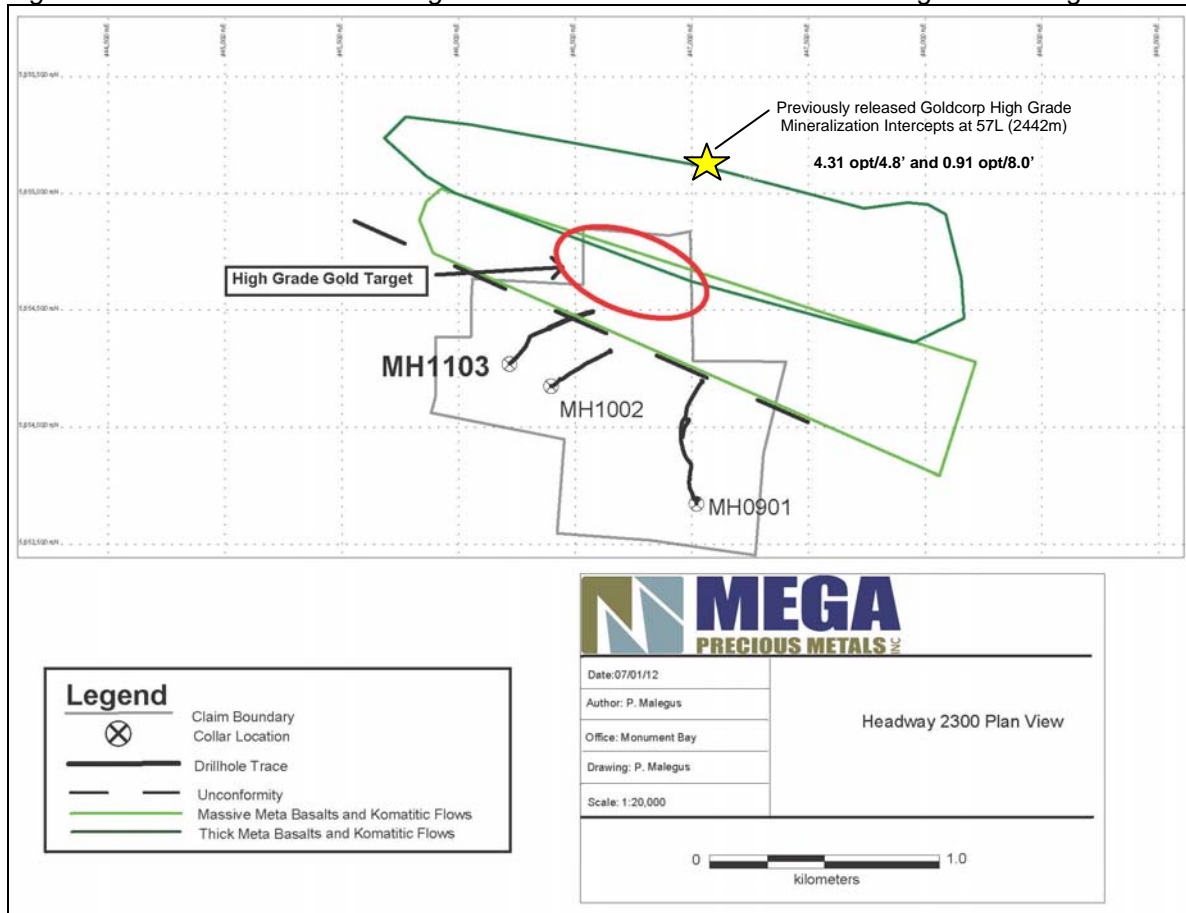 Previously released Goldcorp High Grade
Mineralization Intercepts at 57L (2442m)
4.31 opt/4.8' and 0.91 opt/8.0'
High Grade Gold Target
MH1103
MH1002
MH0901
Legend
Claim Boundary
Collar Location
Drillhole Trace
Unconformity
Massive Meta Basalts and Komatitic Flows
Thick Meta Basalts and Komatitic Flows
MEGA
PRECIOUS METALS INC
Date:07/01/12
Author: P. Malegus
Office: Monument Bay
Drawing: P. Malegus
Scale: 1:20,000
Headway 2300 Plan View
0 1.0
kilometers